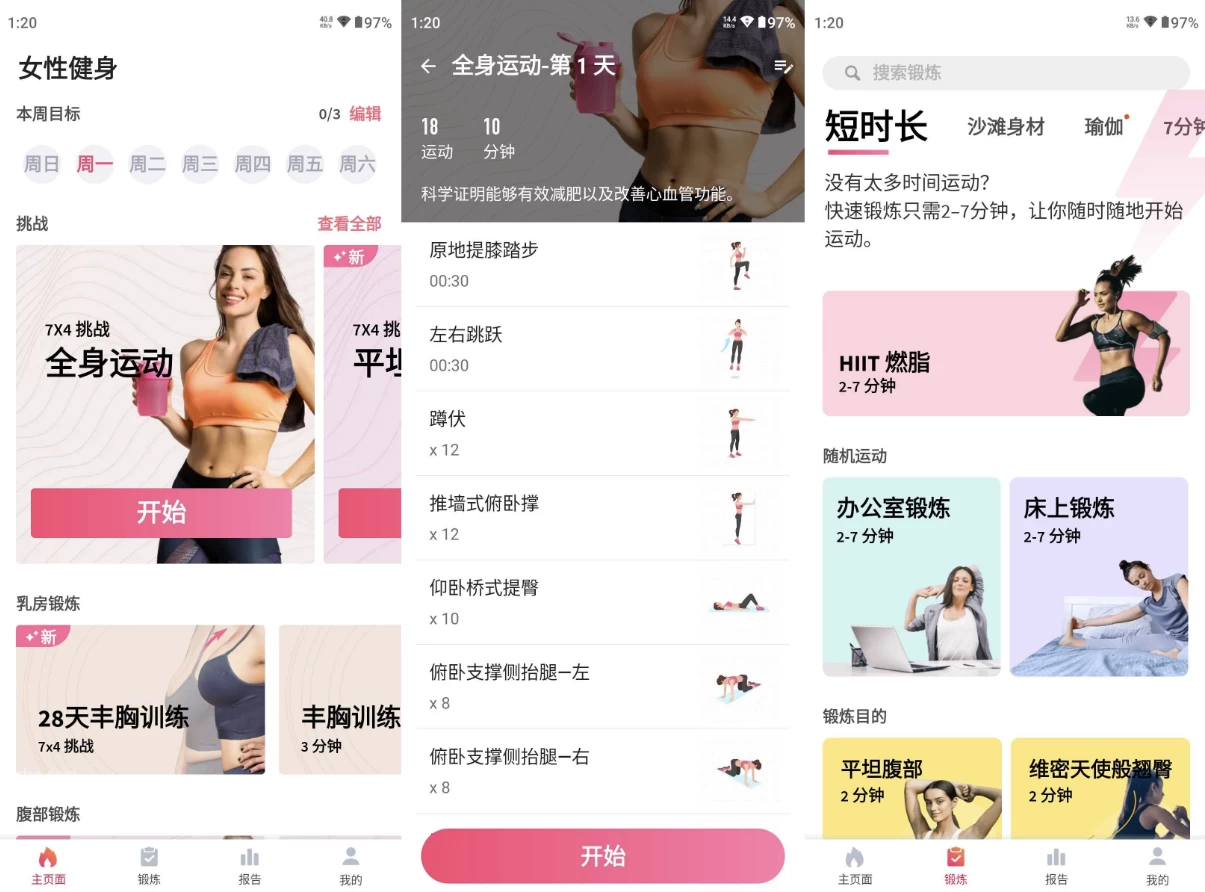 1:20
40.8
KB/s
97%
女性健身
本周目标
0/3 编辑
周日 周一 周二 周三 周四 周五 周六
挑战
查看全部
7X4 挑战
全身运动
开始
新
7X4 挑
平坦
乳房锻炼
新
28天丰胸训练
7x4 挑战
丰胸训练
3 分钟
腹部锻炼
主页面 锻炼 报告 我的
1:20
14.4
KB/s
97%
全身运动-第 1 天
18 10
运动 分钟
科学证明能够有效减肥以及改善心血管功能。
原地提膝踏步
00:30
左右跳跃
00:30
蹲伏
x 12
推墙式俯卧撑
x 12
仰卧桥式提臀
x 10
俯卧支撑侧抬腿–左
x 8
俯卧支撑侧抬腿–右
x 8
开始
1:20
13.6
KB/s
97%
搜索锻炼
短时长 沙滩身材 瑜伽 7分钟
没有太多时间运动?
快速锻炼只需2–7分钟，让你随时随地开始
运动。
HIIT 燃脂
2-7 分钟
随机运动
办公室锻炼
2-7 分钟
床上锻炼
2-7 分钟
锻炼目的
平坦腹部
2 分钟
维密天使般翘臀
2 分钟
主页面 锻炼 报告 我的